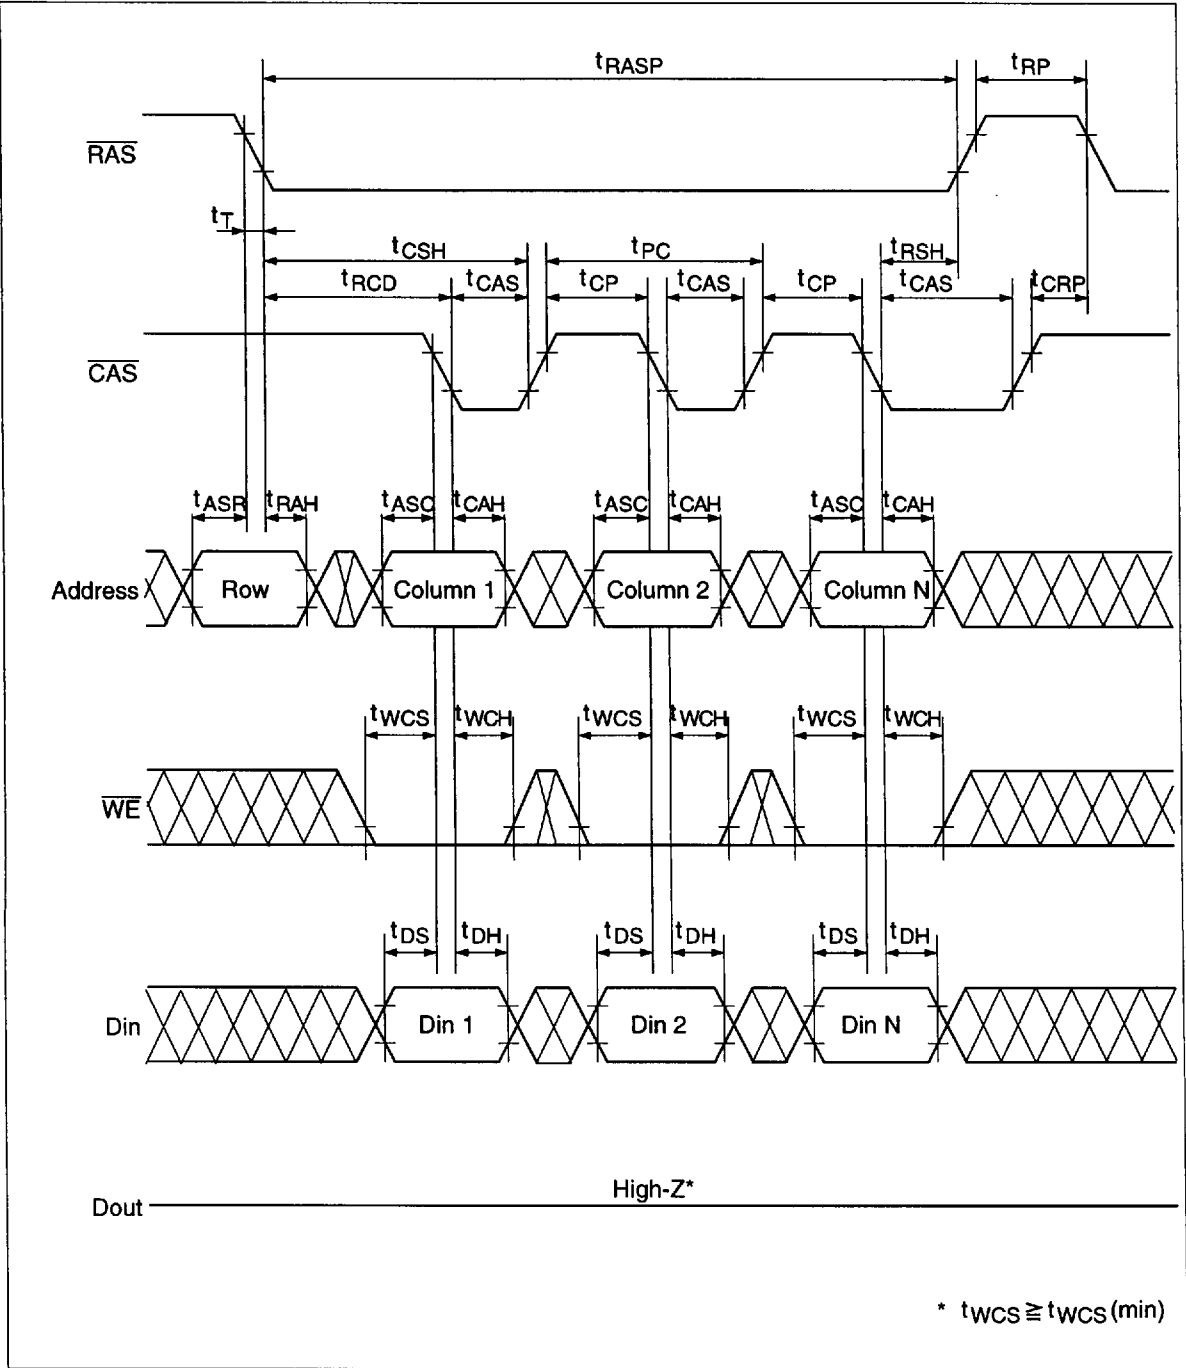 tRASP tRP
RAS
tT
tCSH tPC tRSH
tRCD tCAS tCP tCAS tCP tCAS tCRP
CAS
tASR tRAH tASC tCAH tASC tCAH tASC tCAH
Address Row Column 1 Column 2 Column N
tWCS tWCH tWCS tWCH tWCS tWCH
WE
tDS tDH tDS tDH tDS tDH
Din Din 1 Din 2 Din N
High-Z*
Dout
* tWCS ≧ tWCS (min)